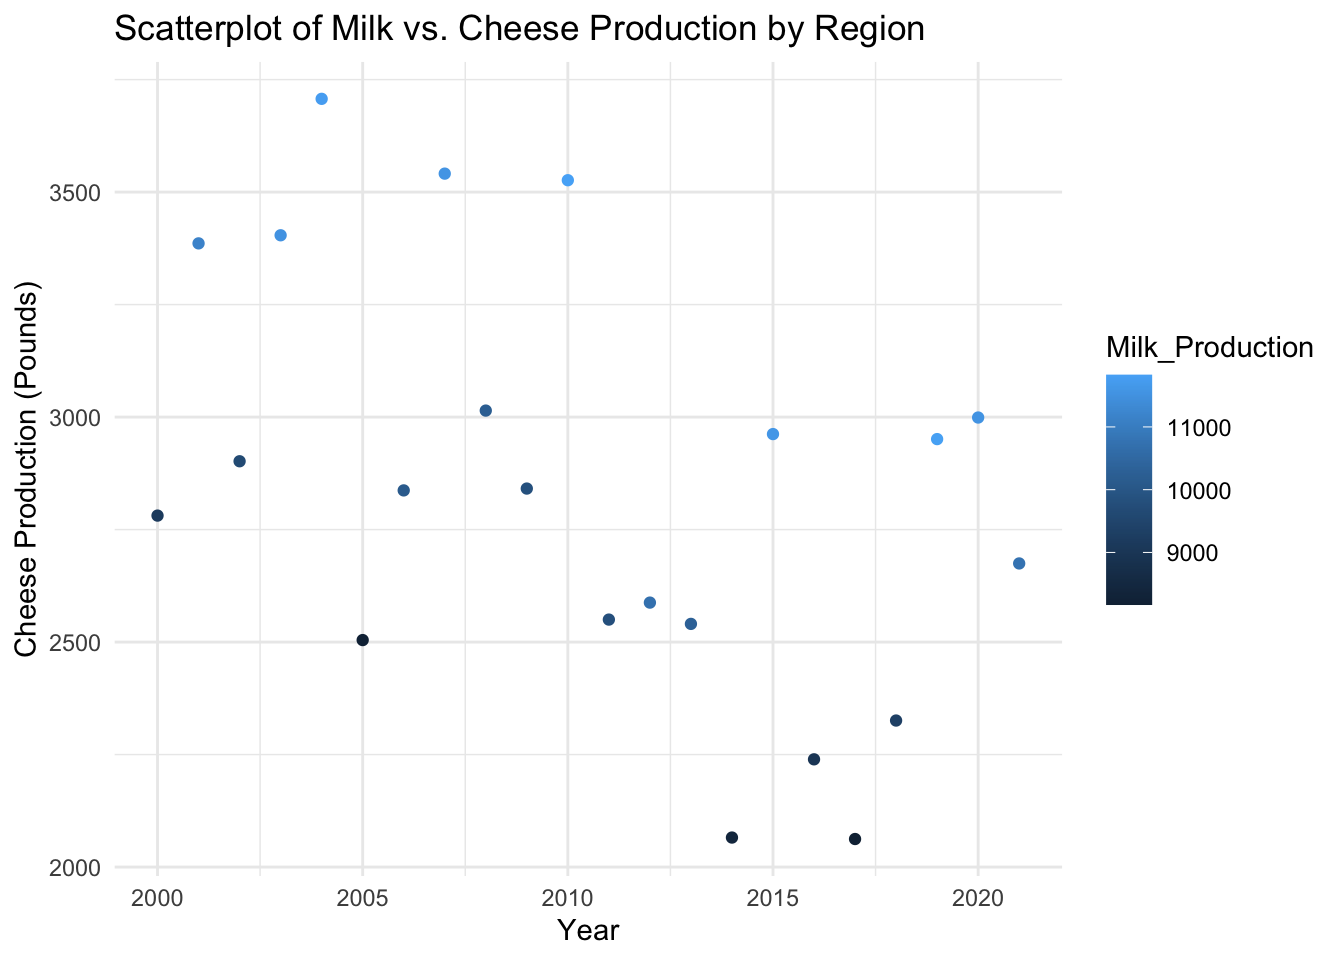 Scatterplot of Milk vs. Cheese Production by Region
Cheese Production (Pounds)
3500
3000
2500
2000
2000 2005 2010 2015 2020
Year
Milk_Production
11000
10000
9000